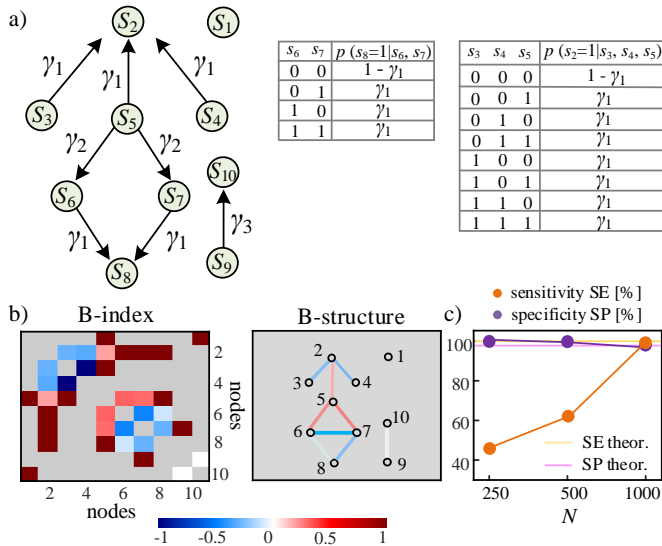 a)
S2
S1
γ1
γ1
γ1
S3
S5
S4
γ2
γ2
S10
S6
S7
γ1
γ1
γ3
S8
S9
s6 s7 p (s8=1|s6, s7)
0 0 1 - γ1
0 1 γ1
1 0 γ1
1 1 γ1
s3 s4 s5 p (s2=1|s3, s4, s5)
0 0 0 1 - γ1
0 0 1 γ1
0 1 0 γ1
0 1 1 γ1
1 0 0 γ1
1 0 1 γ1
1 1 0 γ1
1 1 1 γ1
b)
B-index
2
4
6
8
10
nodes
2 4 6 8 10
nodes
B-structure
2
1
3
4
5
10
6
7
8
9
-1 -0.5 0 0.5 1
c)
sensitivity SE [%]
specificity SP [%]
100
80
60
40
SE theor.
SP theor.
250 500 1000
N